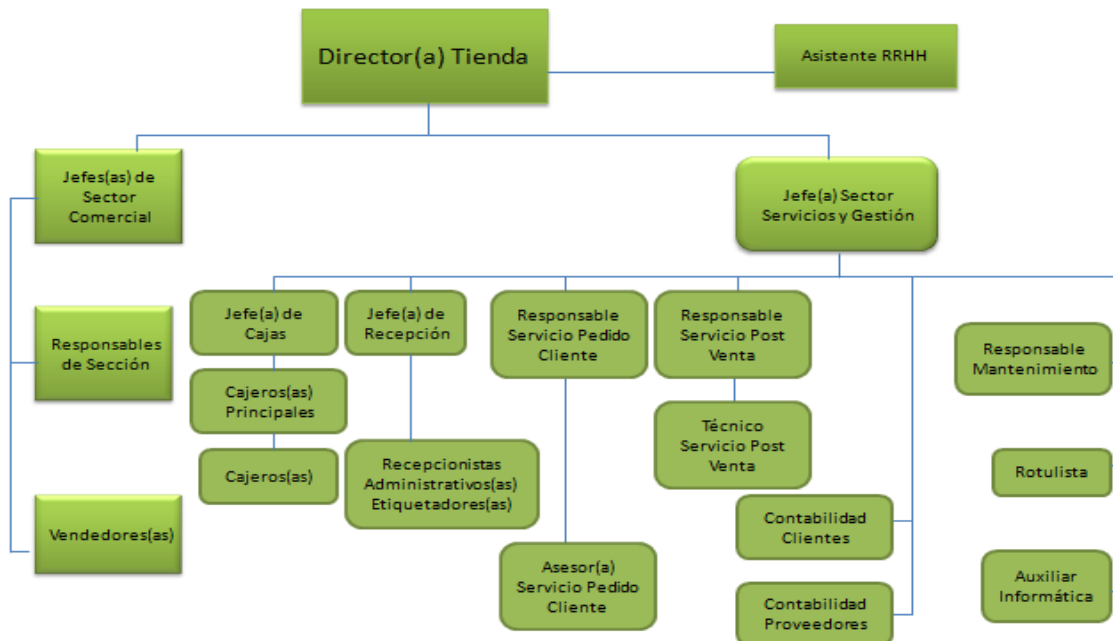 Director(a) Tienda
Asistente RRHH
Jefes(as) de
Sector
Comercial
Jefe(a) Sector
Servicios y Gestión
Responsables
de Sección
Vendedores(as)
Jefe(a) de
Cajas
Cajeros(as)
Principales
Cajeros(as)
Jefe(a) de
Recepción
Recepcionistas
Administrativos(as)
Etiquetadores(as)
Responsable
Servicio Pedido
Cliente
Asesor(a)
Servicio Pedido
Cliente
Responsable
Servicio Post
Venta
Técnico
Servicio Post
Venta
Contabilidad
Clientes
Contabilidad
Proveedores
Responsable
Mantenimiento
Rotulista
Auxiliar
Informática